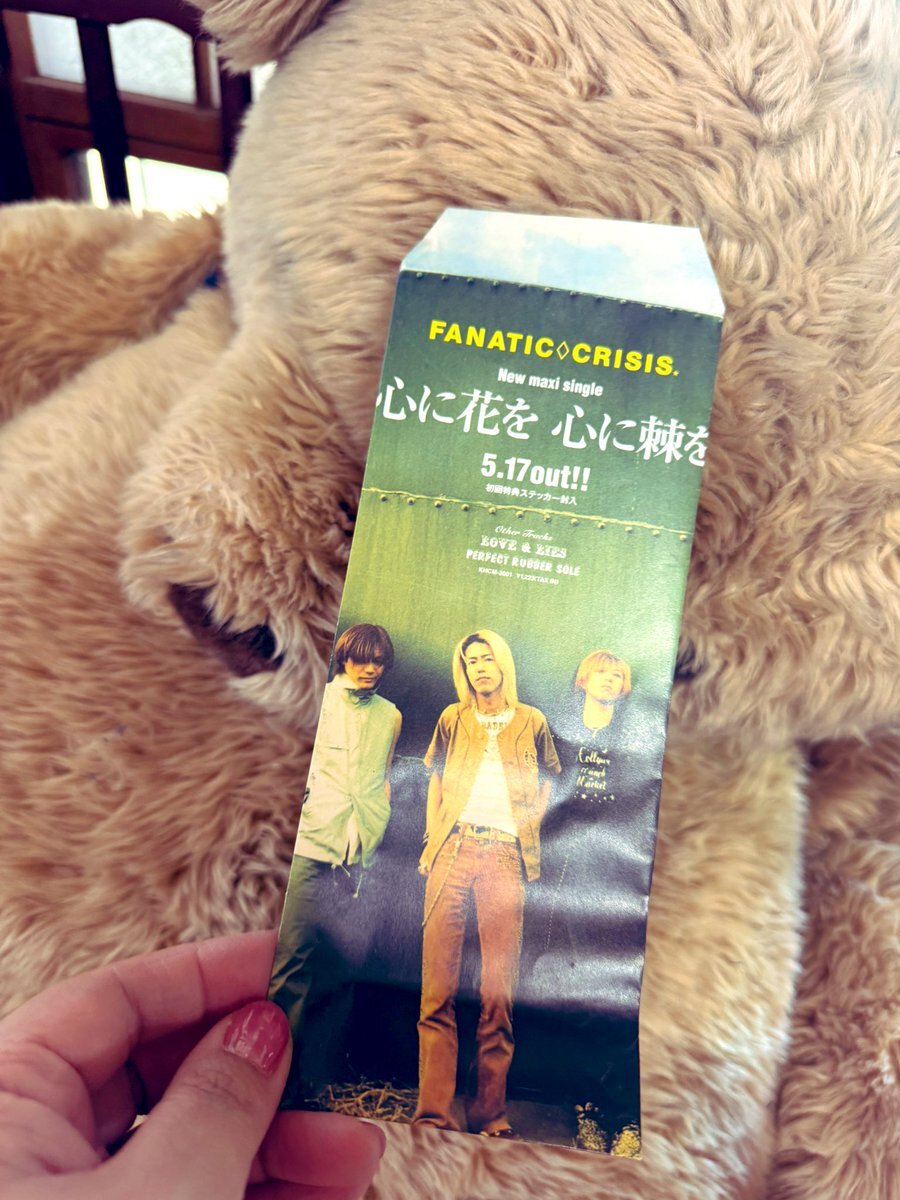 FANATIC◇CRISIS★
New maxi single
心に花を 心に棘を
5.17out!!
初回特典ステッカー封入
Other Tracks
LOVE & LIES
PERFECT RUBBER SOLE